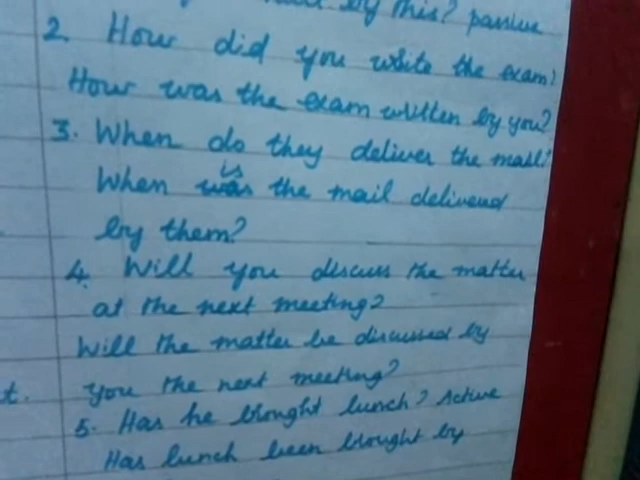 by this? passive
2. How did you write the exam?
How was the exam written by you?
3. When do they deliver the mail?
When was is the mail delivered
by them?
4. Will you discuss the matter
at the next meeting?
Will the matter be discussed by
you the next meeting?
t.
5. Has he brought lunch? Active
Has lunch been brought by